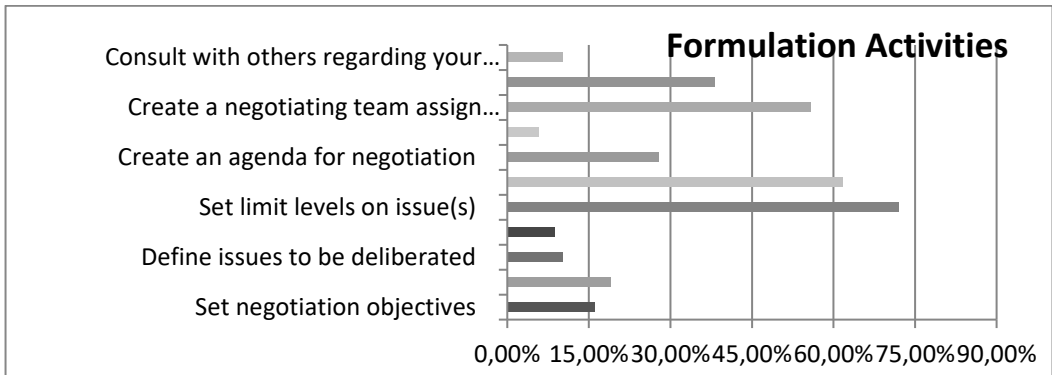 Formulation Activities
Consult with others regarding your…
Create a negotiating team assign…
Create an agenda for negotiation
Set limit levels on issue(s)
Define issues to be deliberated
Set negotiation objectives
0,00% 15,00% 30,00% 45,00% 60,00% 75,00% 90,00%